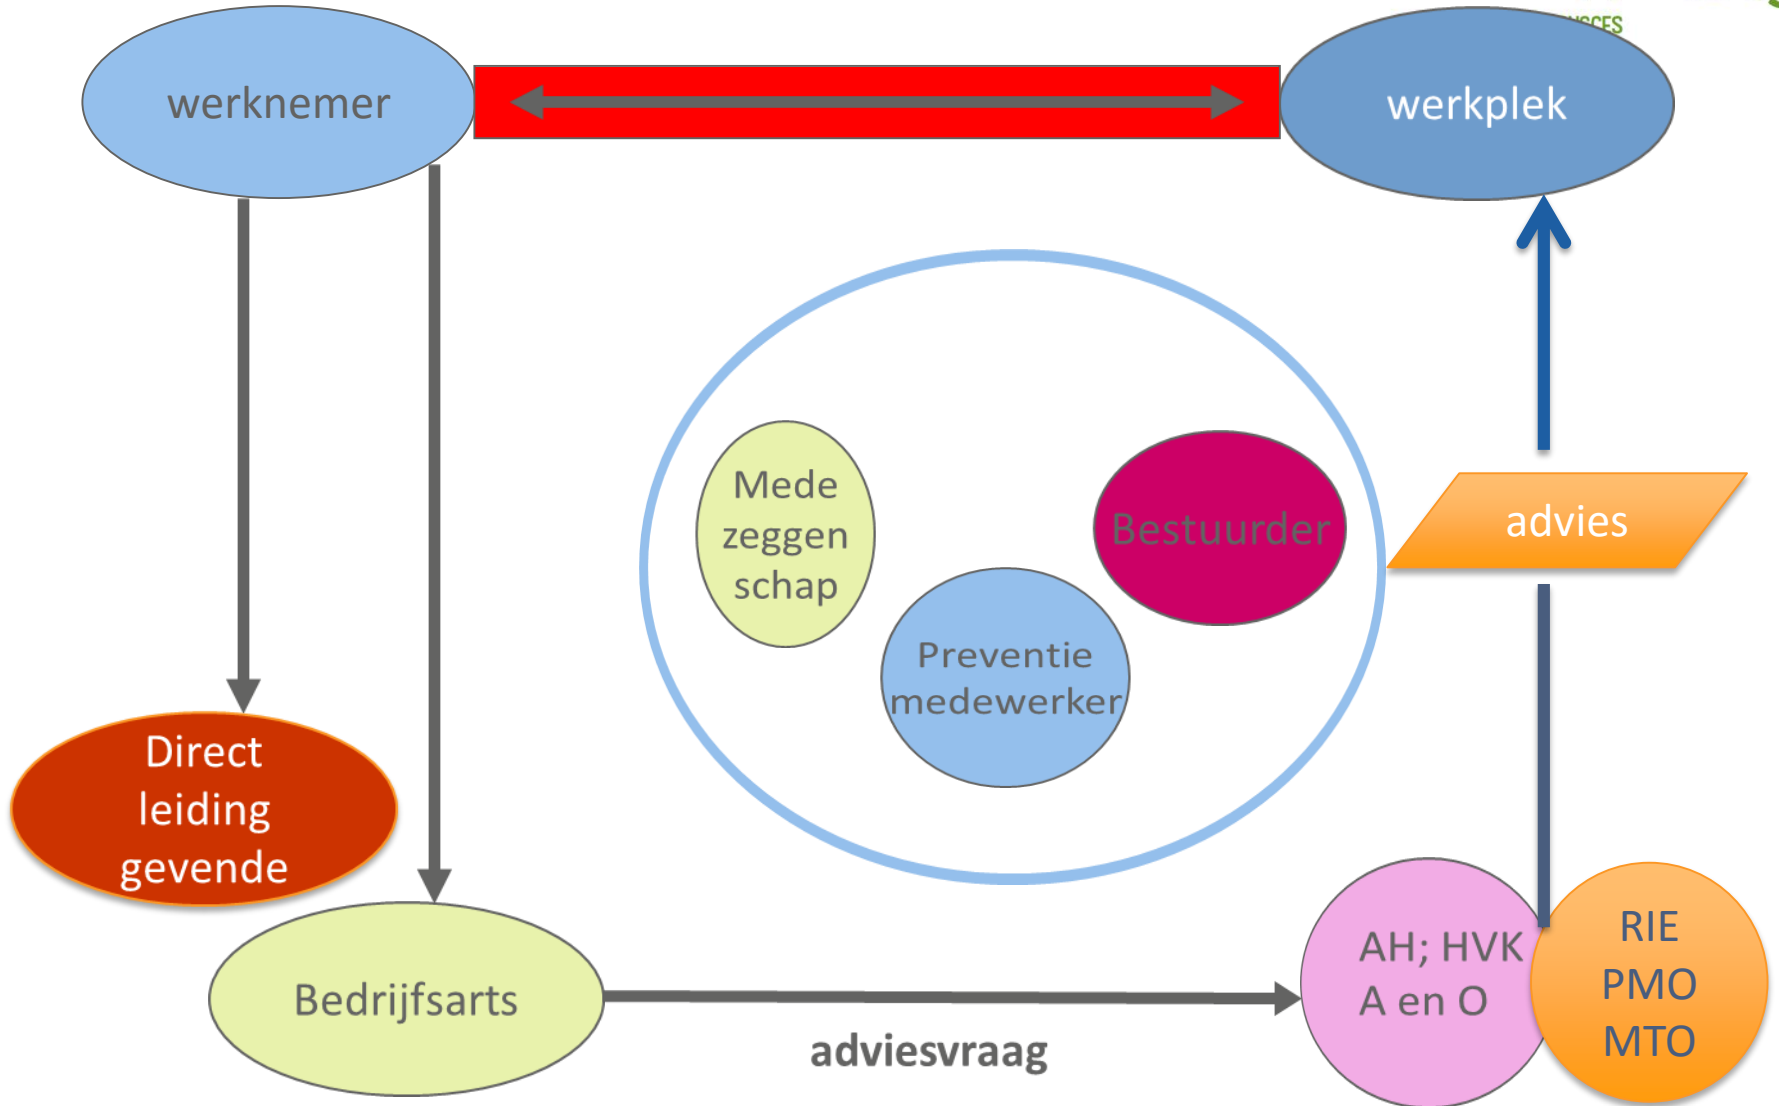 werknemer
werkplek
Mede
zeggen
schap
Bestuurder
Preventie
medewerker
advies
Direct
leiding
gevende
Bedrijfsarts
adviesvraag
AH; HVK
A en O
RIE
PMO
MTO